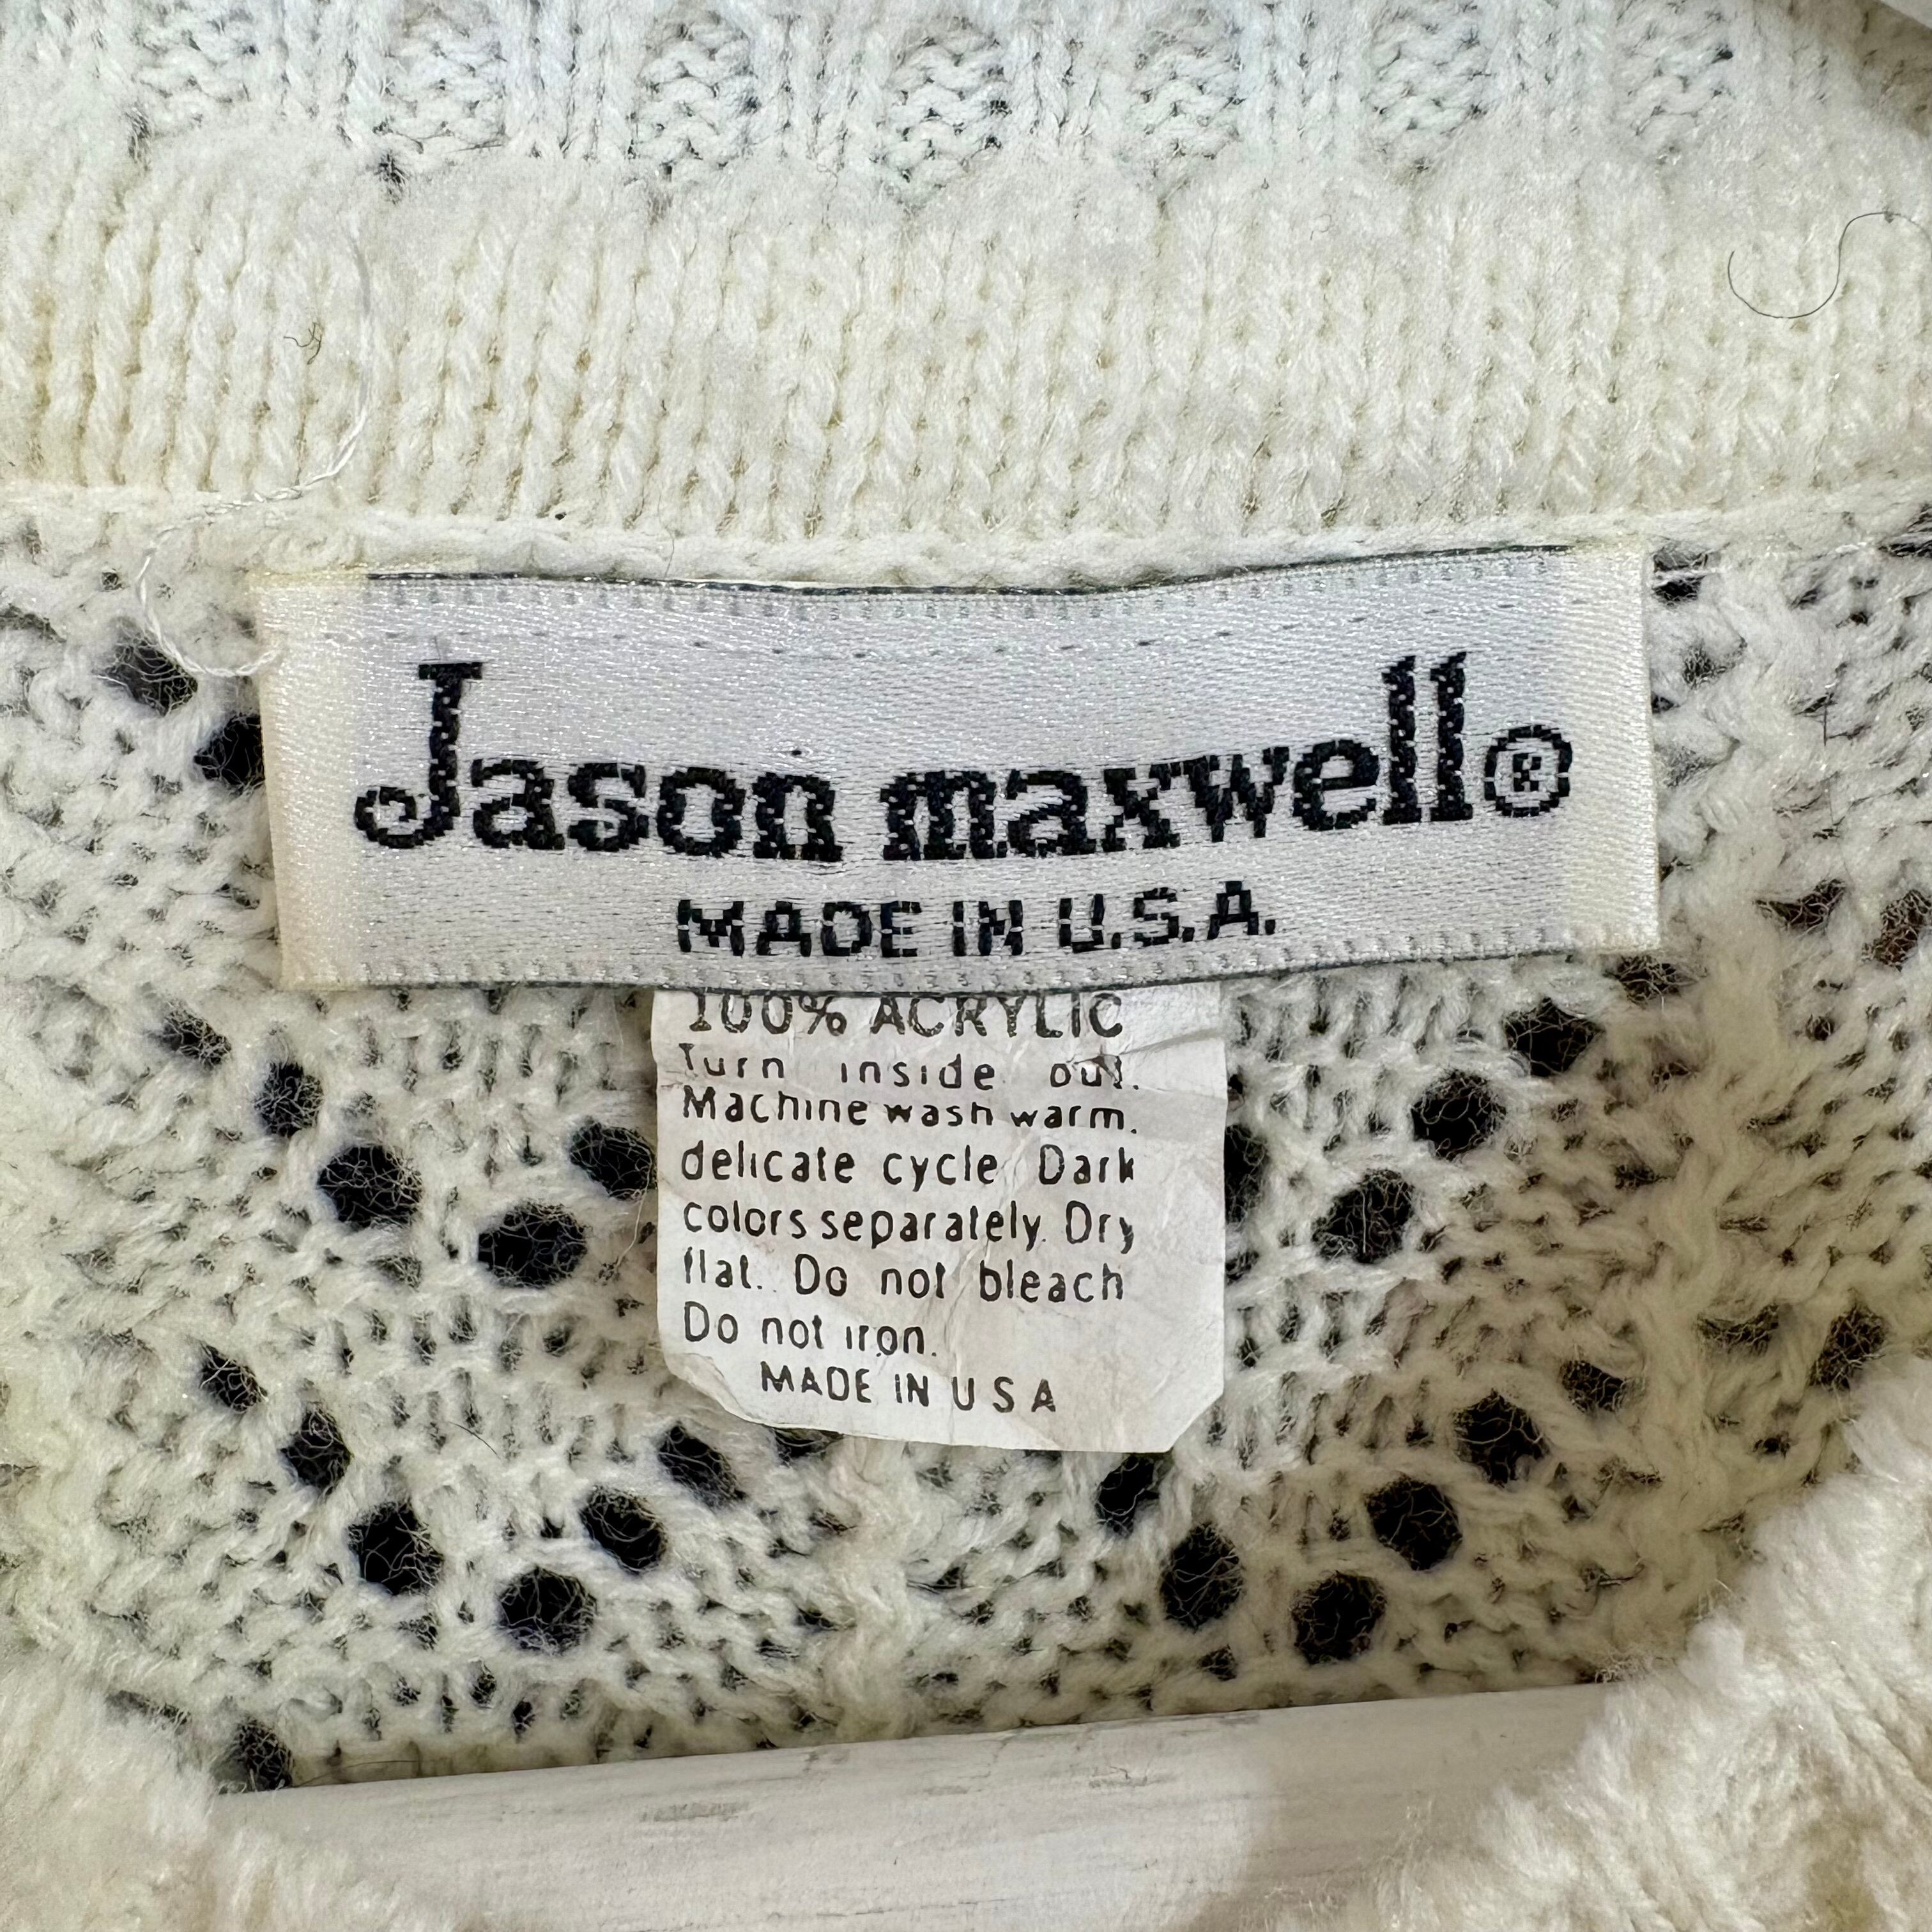 Jason maxwell®
MADE IN U.S.A.
100% ACRYLIC
Turn inside out.
Machine wash warm.
delicate cycle Dark
colors separately. Dry
flat. Do not bleach
Do not iron.
MADE IN U S A